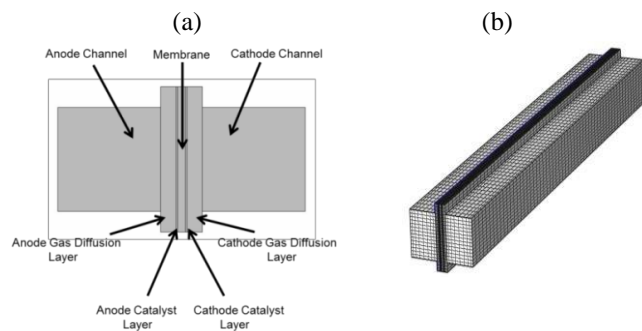 (a)
(b)
Anode Channel
Membrane
Cathode Channel
Anode Gas Diffusion
Layer
Cathode Gas Diffusion
Layer
Anode Catalyst
Layer
Cathode Catalyst
Layer